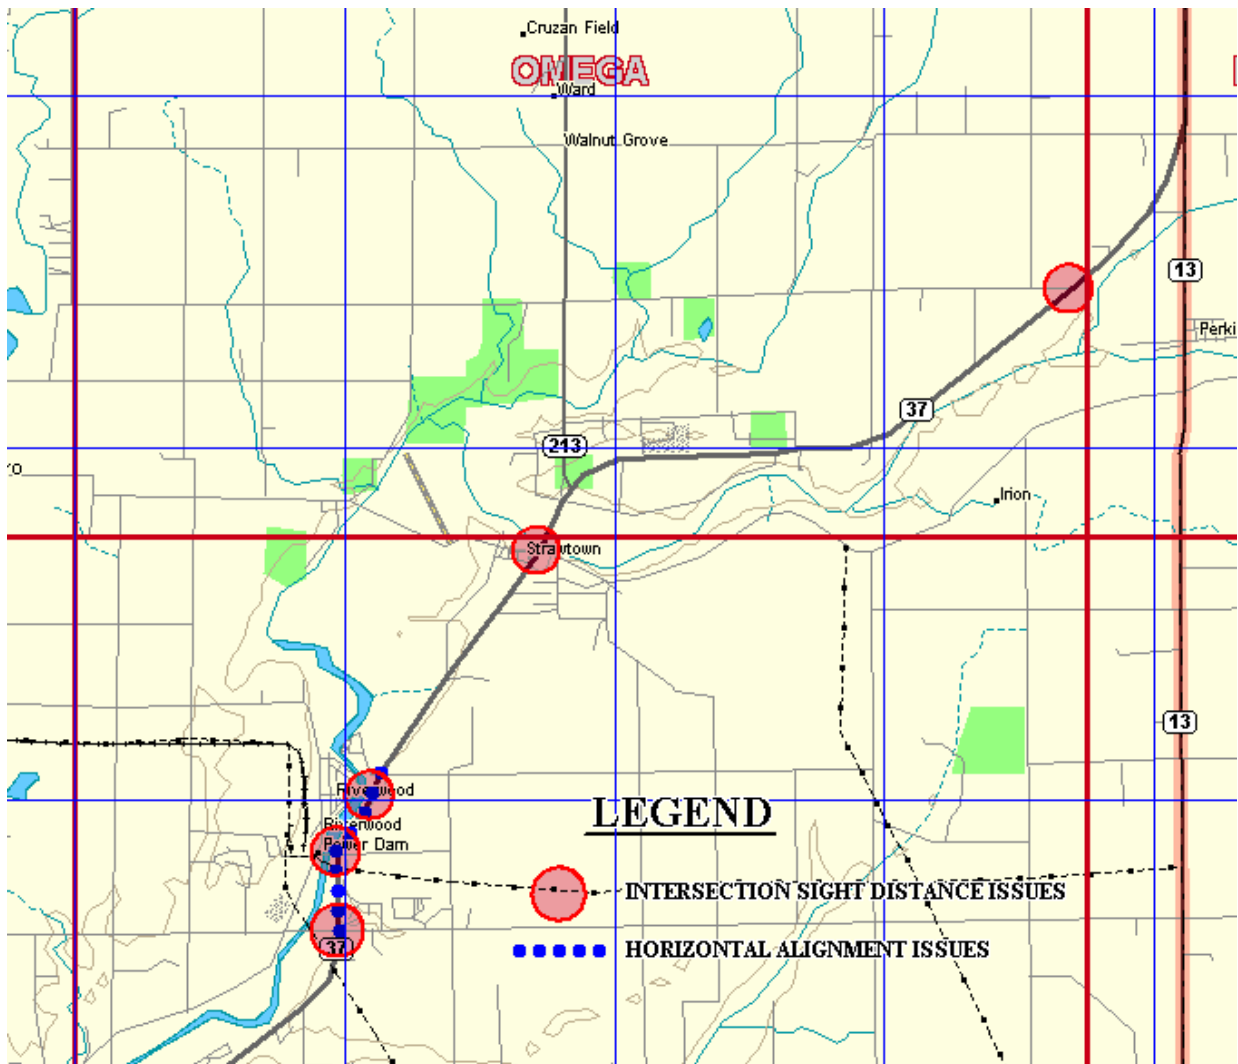 Cruzan Field
OMEGA
Ward
Walnut Grove
13
Perki
37
213
ro
Irion
Strawtown
13
Riverwood
Riverwood
Power Dam
37
LEGEND
INTERSECTION SIGHT DISTANCE ISSUES
HORIZONTAL ALIGNMENT ISSUES